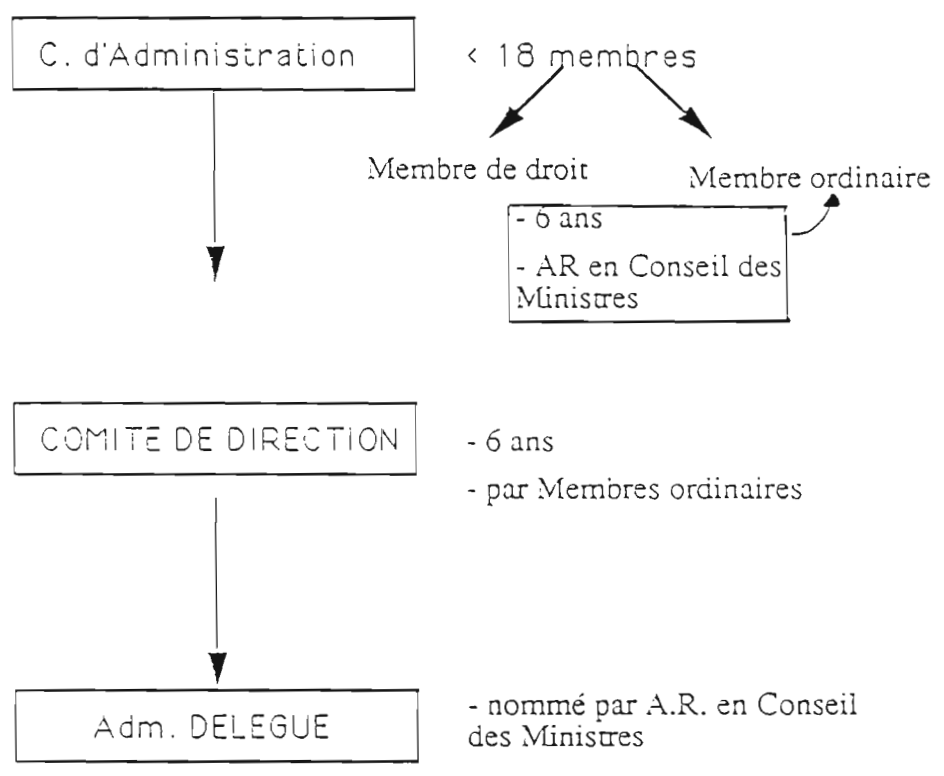 C. d'Administration
< 18 membres
Membre de droit
Membre ordinaire
- 6 ans
- AR en Conseil des
Ministres
COMITE DE DIRECTION
- 6 ans
- par Membres ordinaires
Adm. DELEGUE
- nommé par A.R. en Conseil
des Ministres